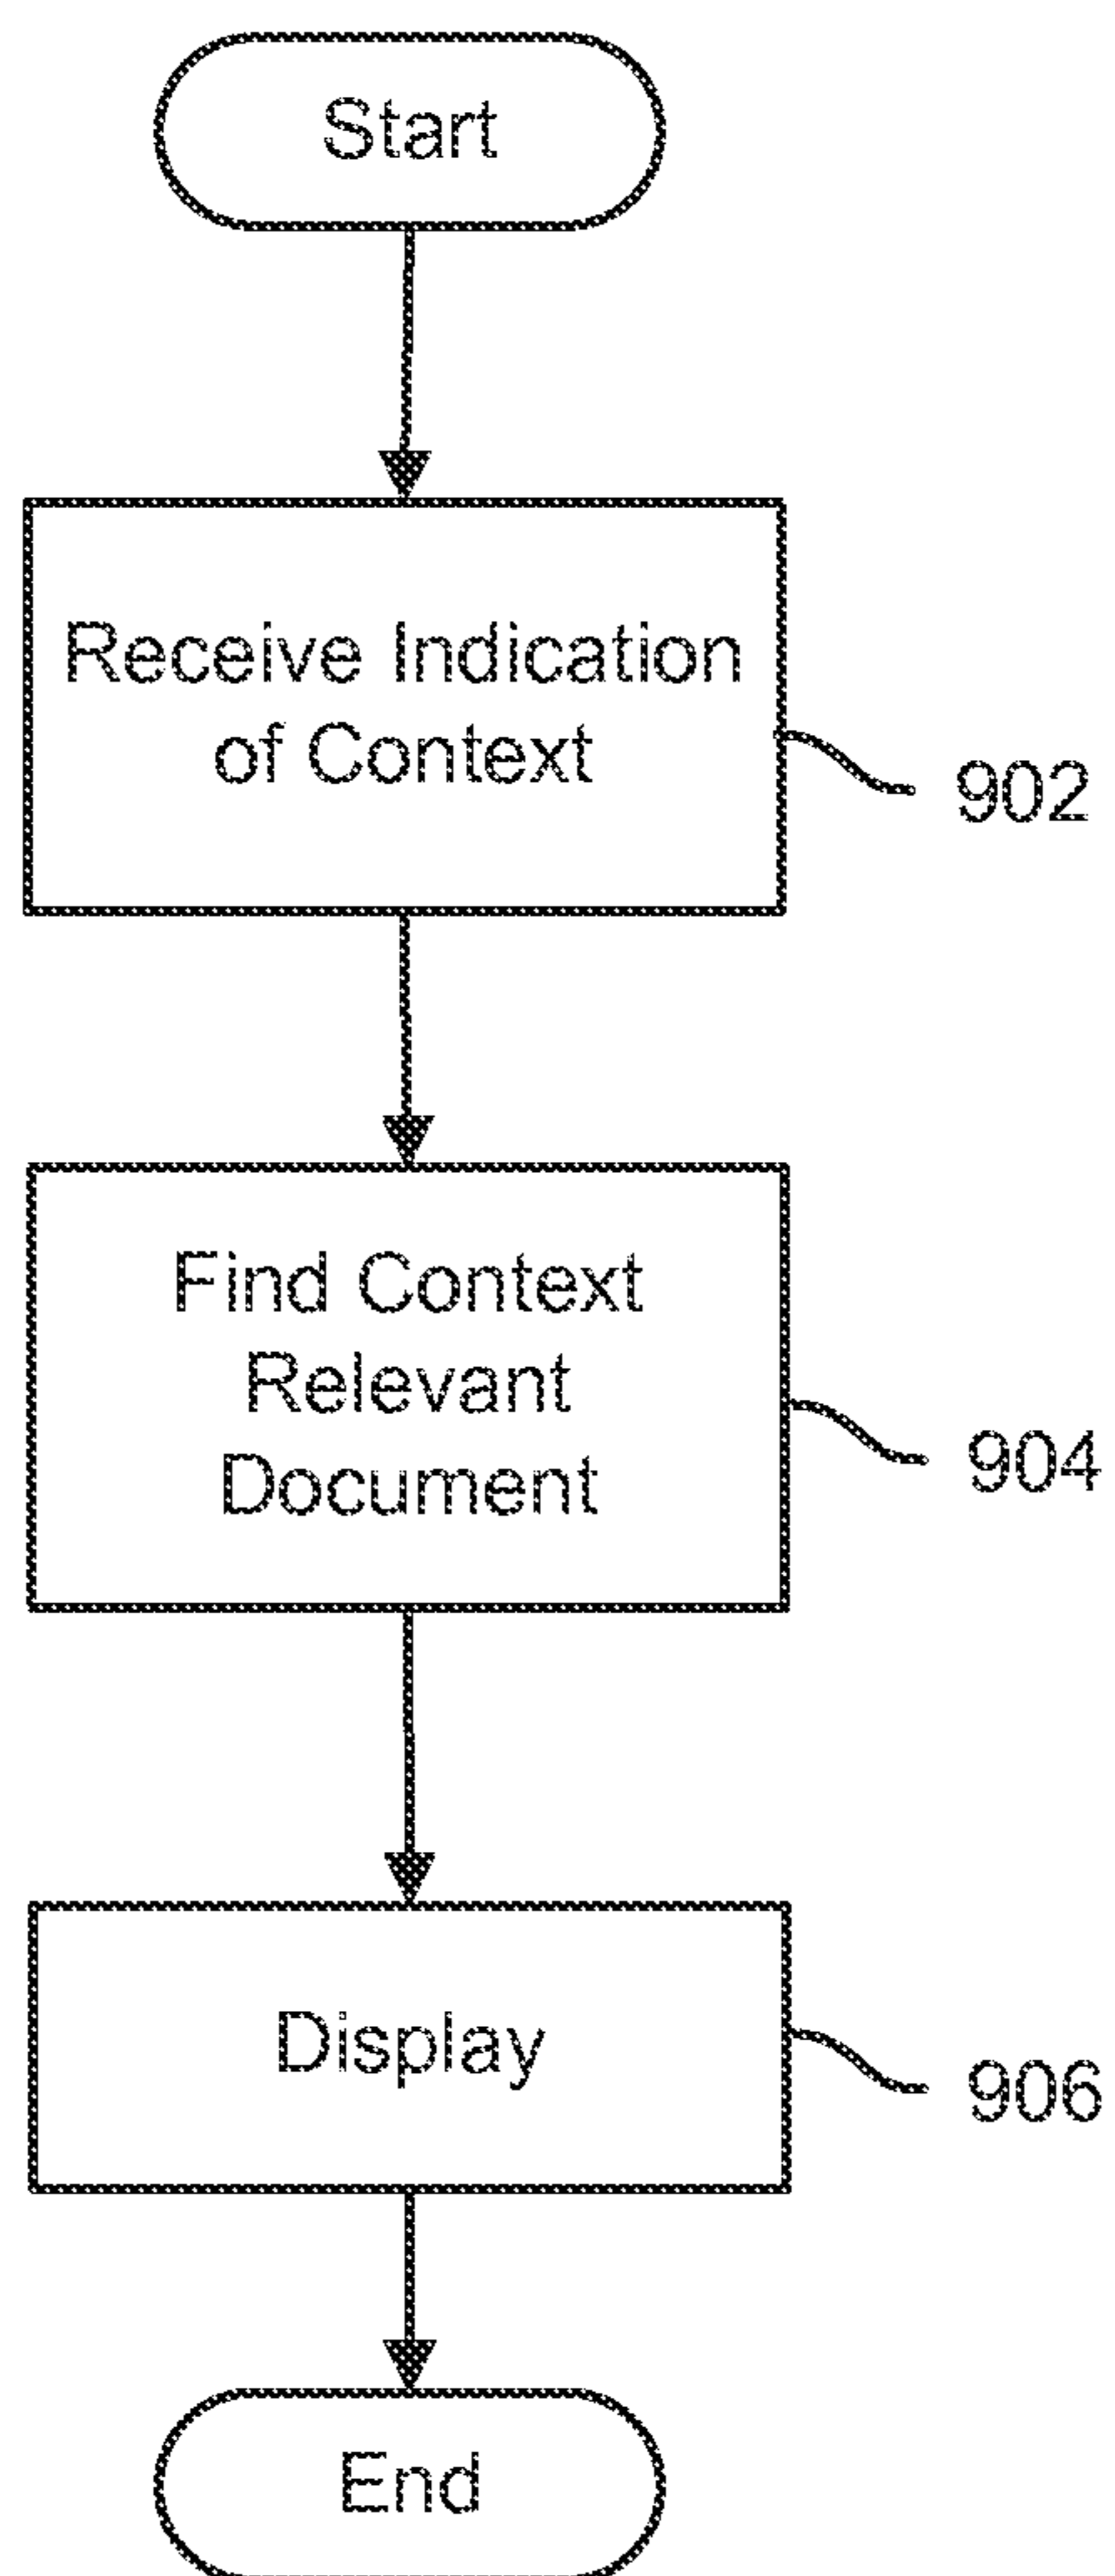 Start
Receive Indication
of Context
902
Find Context
Relevant
Document
904
Display
906
End